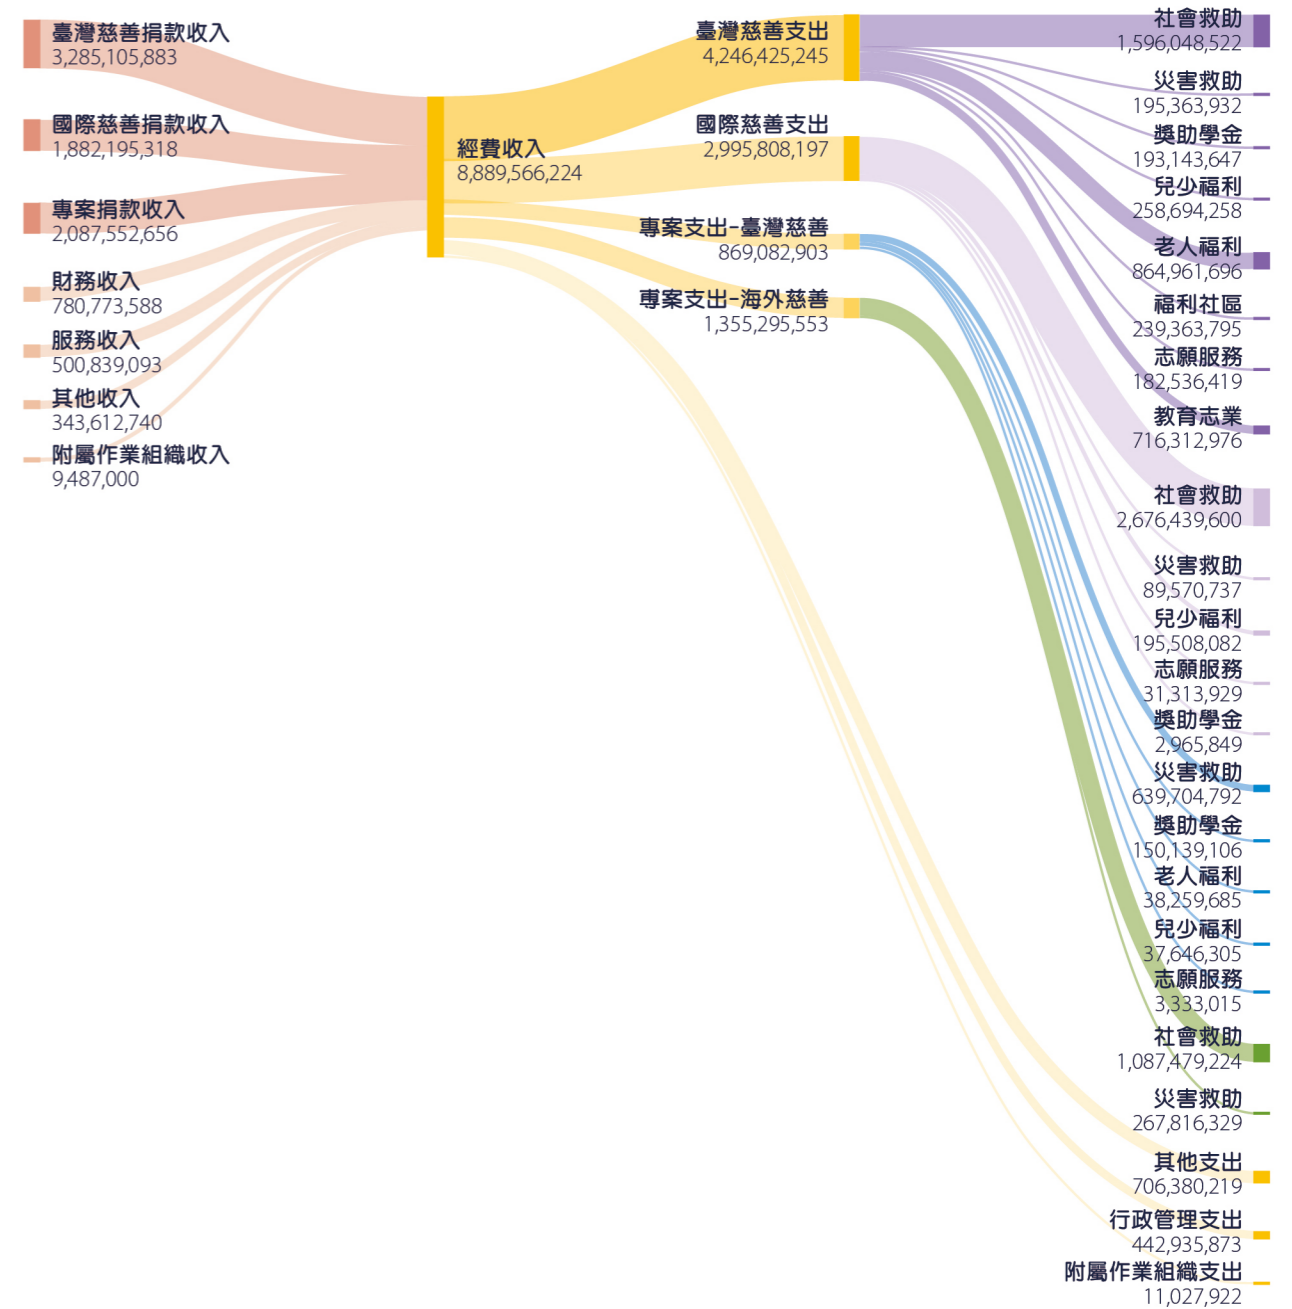 臺灣慈善捐款收入
3,285,105,883
國際慈善捐款收入
1,882,195,318
專案捐款收入
2,087,552,656
財務收入
780,773,588
服務收入
500,839,093
其他收入
343,612,740
附屬作業組織收入
9,487,000
經費收入
8,889,566,224
臺灣慈善支出
4,246,425,245
國際慈善支出
2,995,808,197
專案支出-臺灣慈善
869,082,903
專案支出-海外慈善
1,355,295,553
社會救助
1,596,048,522
災害救助
195,363,932
獎助學金
193,143,647
兒少福利
258,694,258
老人福利
864,961,696
福利社區
239,363,795
志願服務
182,536,419
教育志業
716,312,976
社會救助
2,676,439,600
災害救助
89,570,737
兒少福利
195,508,082
志願服務
31,313,929
獎助學金
2,965,849
災害救助
639,704,792
獎助學金
150,139,106
老人福利
38,259,685
兒少福利
37,646,305
志願服務
3,333,015
社會救助
1,087,479,224
災害救助
267,816,329
其他支出
706,380,219
行政管理支出
442,935,873
附屬作業組織支出
11,027,922